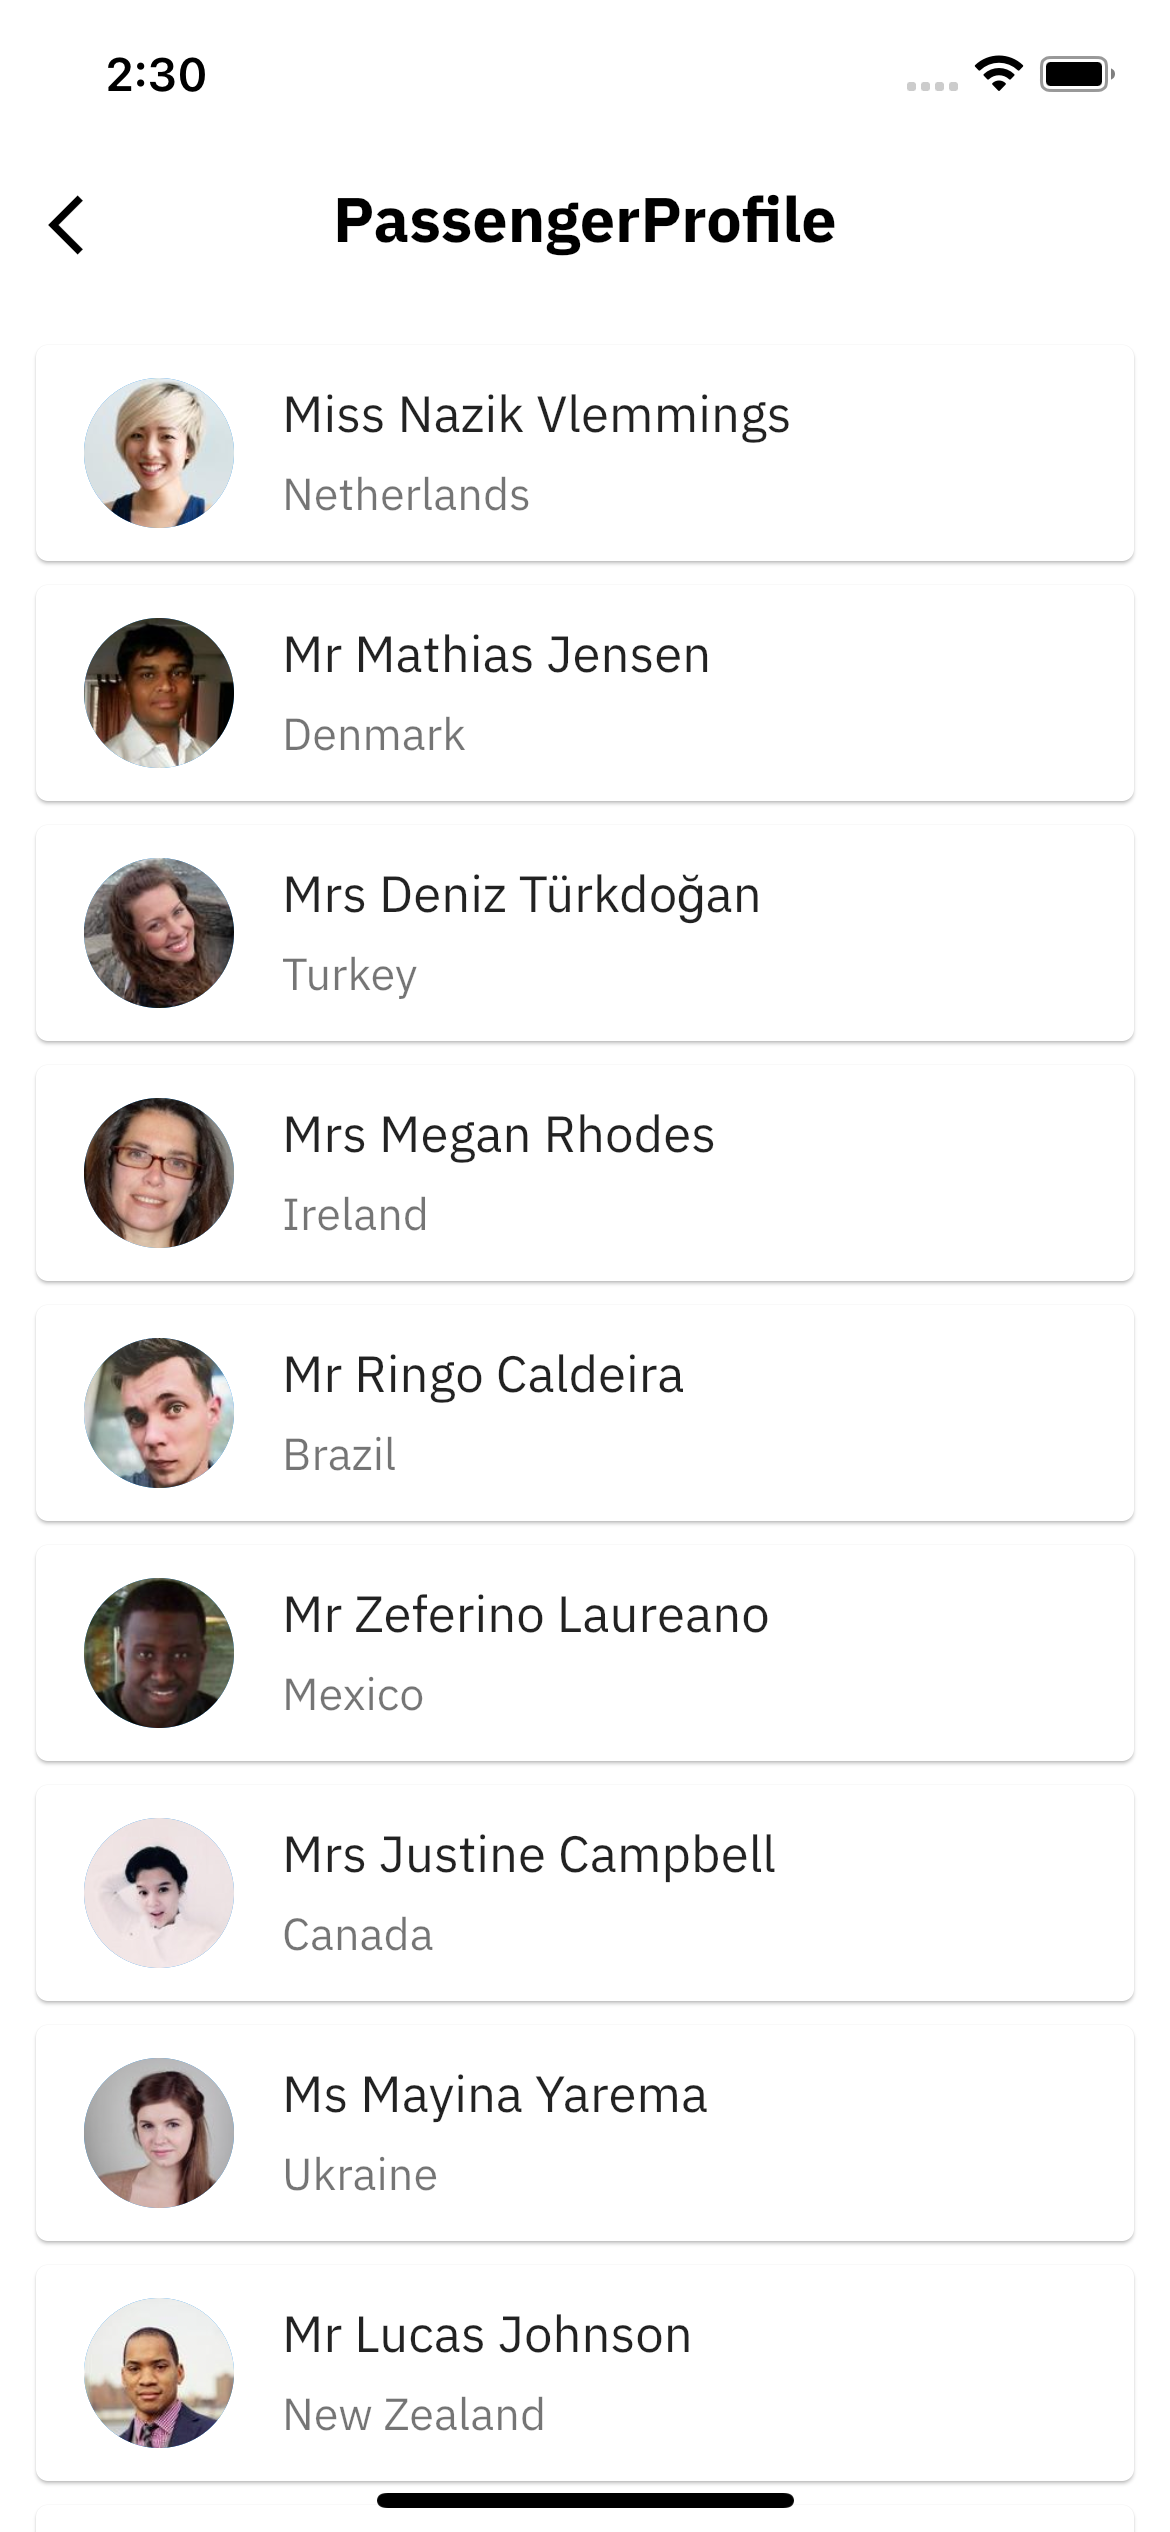 2:30
PassengerProfile
Miss Nazik Vlemmings
Netherlands
Mr Mathias Jensen
Denmark
Mrs Deniz Türkdoğan
Turkey
Mrs Megan Rhodes
Ireland
Mr Ringo Caldeira
Brazil
Mr Zeferino Laureano
Mexico
Mrs Justine Campbell
Canada
Ms Mayina Yarema
Ukraine
Mr Lucas Johnson
New Zealand